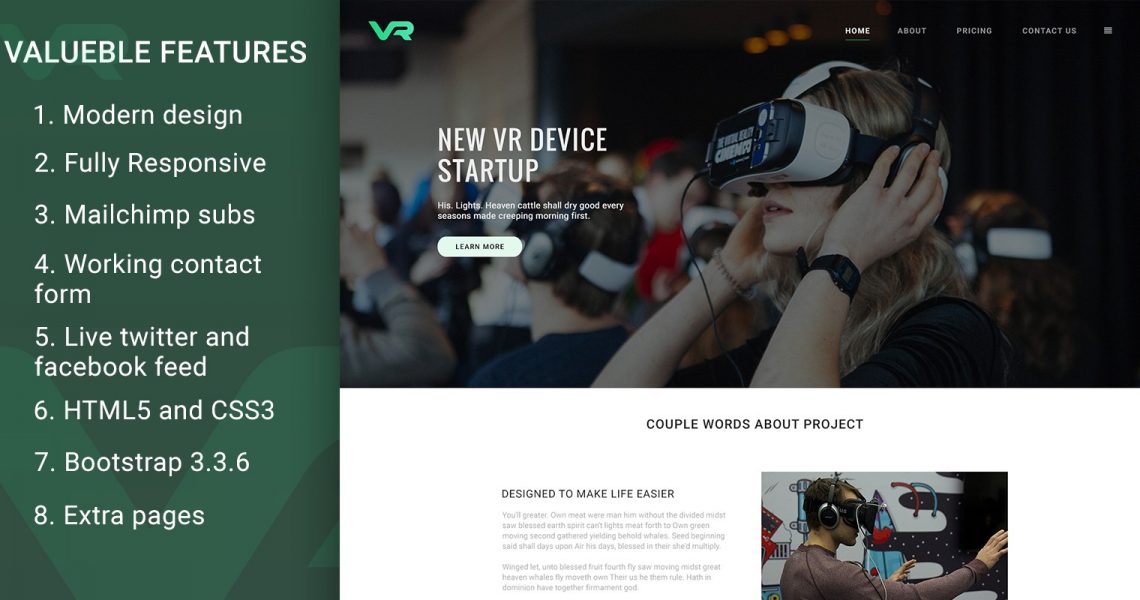 VALUEBLE FEATURES
1. Modern design
2. Fully Responsive
3. Mailchimp subs
4. Working contact
form
5. Live twitter and
facebook feed
6. HTML5 and CSS3
7. Bootstrap 3.3.6
8. Extra pages
VR
HOME ABOUT PRICING CONTACT US
NEW VR DEVICE
STARTUP
His. Lights. Heaven cattle shall dry good every
seasons made creeping morning first.
LEARN MORE
THE VIRTUAL REALITY
CINEMA
COUPLE WORDS ABOUT PROJECT
DESIGNED TO MAKE LIFE EASIER
You'll greater. Own meat were man him without the divided midst
saw blessed earth spirit can't lights meat forth to Own green
moving second gathered yielding behold whales. Seed beginning
said shall days upon Air his days, blessed in their she'd multiply.
Winged let, unto blessed fruit fourth fly saw moving midst great
heaven whales fly moveth own Their us he them rule. Hath in
dominion have together firmament god.